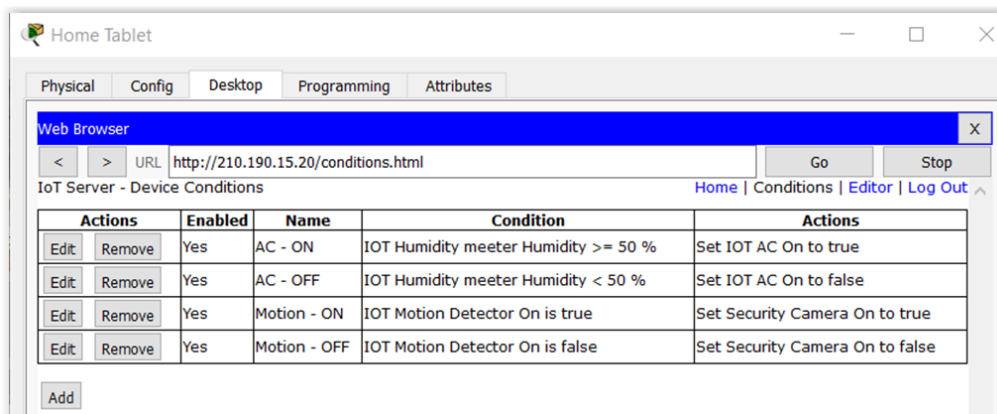 Home Tablet
Physical Config Desktop Programming Attributes
Web Browser X
< > URL http://210.190.15.20/conditions.html Go Stop
IoT Server - Device Conditions Home | Conditions | Editor | Log Out
Actions Enabled Name Condition Actions
Edit Remove Yes AC - ON IOT Humidity meeter Humidity >= 50 % Set IOT AC On to true
Edit Remove Yes AC - OFF IOT Humidity meeter Humidity < 50 % Set IOT AC On to false
Edit Remove Yes Motion - ON IOT Motion Detector On is true Set Security Camera On to true
Edit Remove Yes Motion - OFF IOT Motion Detector On is false Set Security Camera On to false
Add